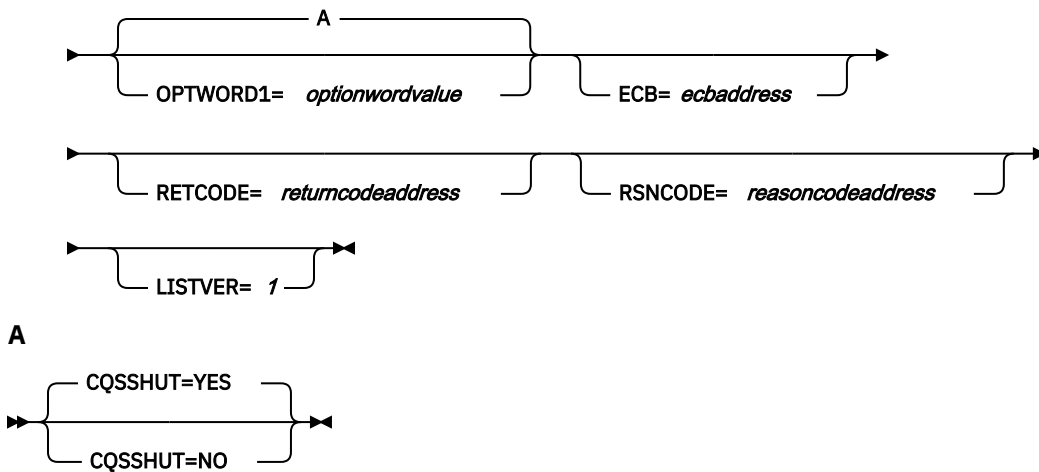 A
OPTWORD1= optionwordvalue ECB= ecbaddress
RETCODE= returncodeaddress RSNCODE= reasoncodeaddress
LISTVER= 1
A
CQSSHUT=YES
CQSSHUT=NO